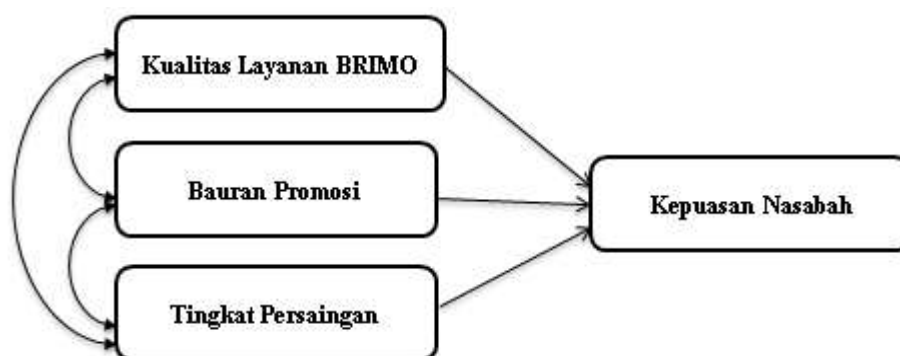 Kualitas Layanan BRIMO
Bauran Promosi
Kepuasan Nasabah
Tingkat Persaingan